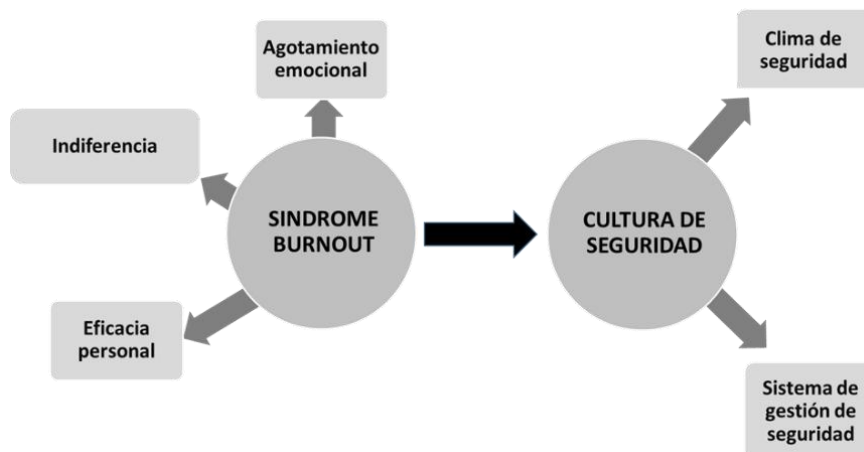 Agotamiento
emocional
Indiferencia
SINDROME
BURNOUT
Eficacia
personal
CULTURA DE
SEGURIDAD
Clima de
seguridad
Sistema de
gestión de
seguridad